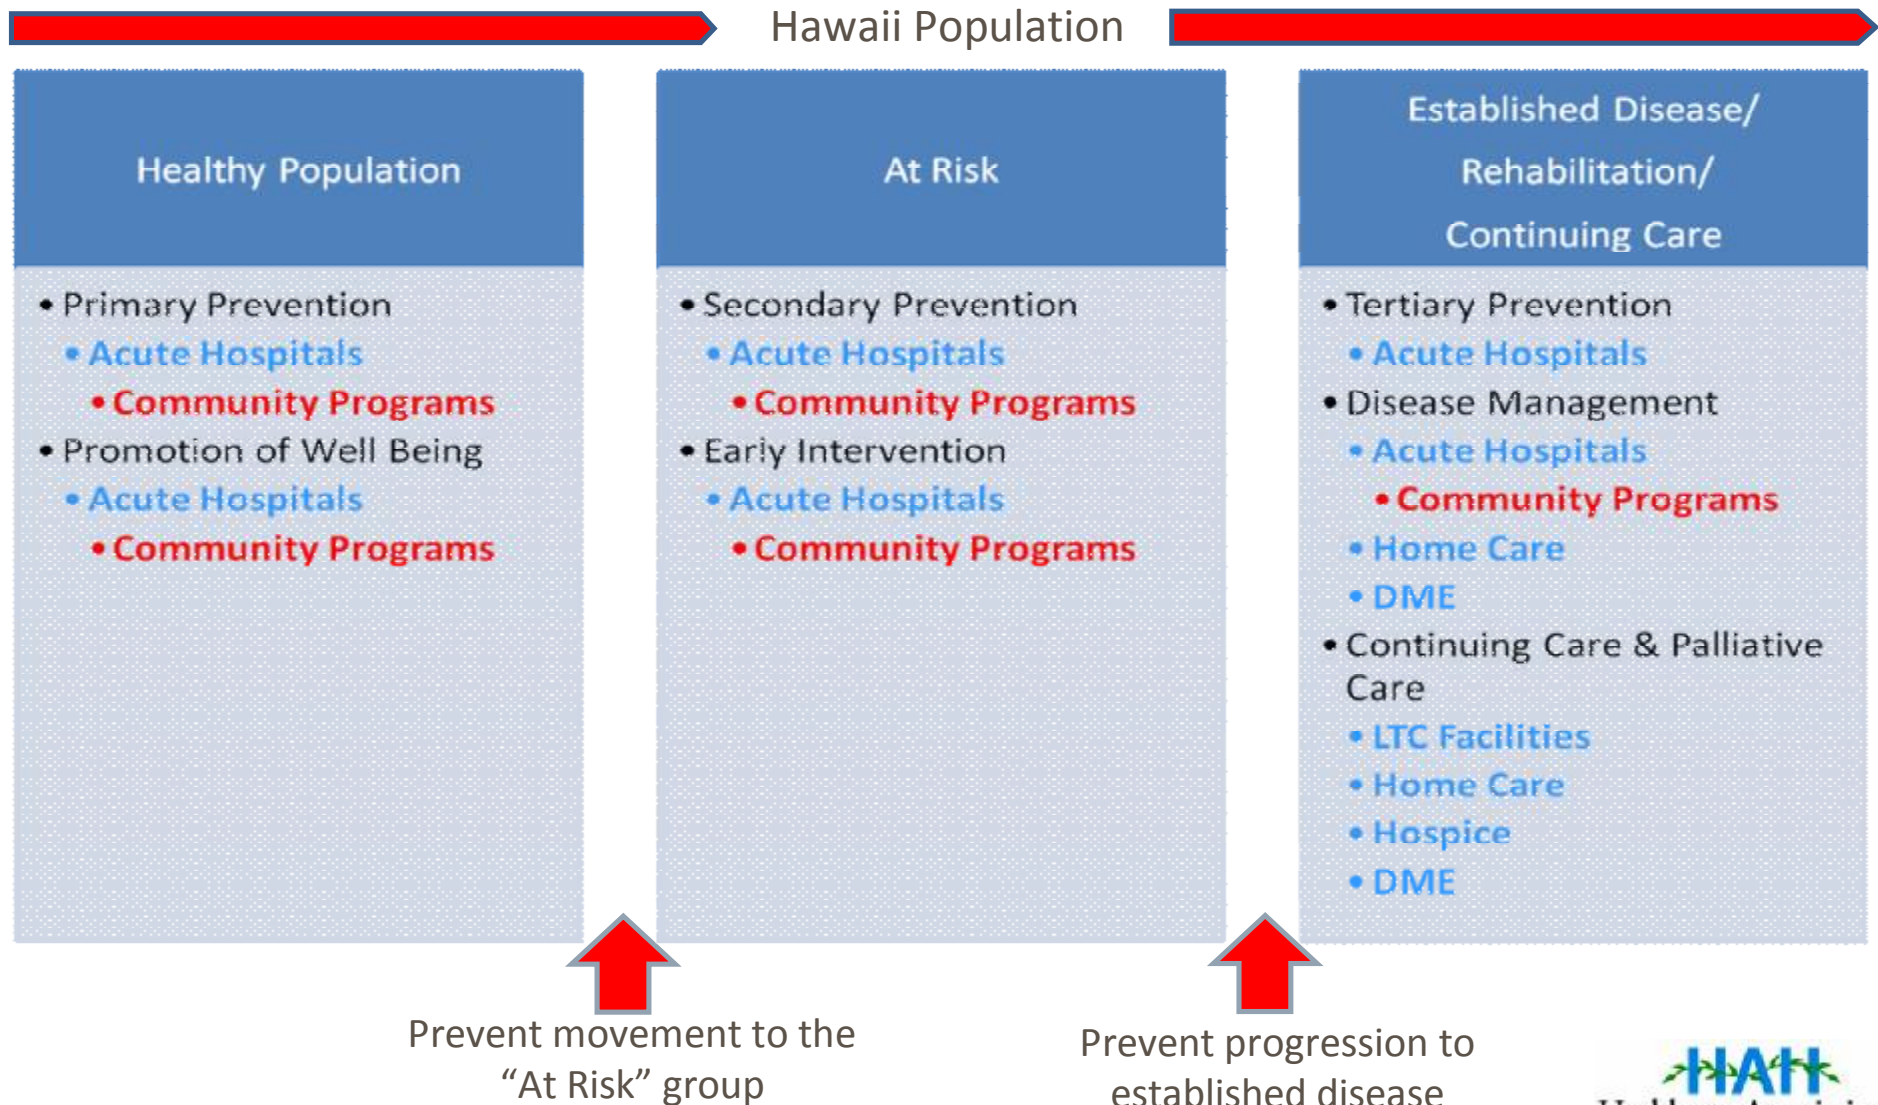 Hawaii Population
Healthy Population
• Primary Prevention
• Acute Hospitals
• Community Programs
• Promotion of Well Being
• Acute Hospitals
• Community Programs
At Risk
• Secondary Prevention
• Acute Hospitals
• Community Programs
• Early Intervention
• Acute Hospitals
• Community Programs
Established Disease/
Rehabilitation/
Continuing Care
• Tertiary Prevention
• Acute Hospitals
• Disease Management
• Acute Hospitals
• Community Programs
• Home Care
• DME
• Continuing Care & Palliative
Care
• LTC Facilities
• Home Care
• Hospice
• DME
Prevent movement to the
“At Risk” group
Prevent progression to
established disease
HAH